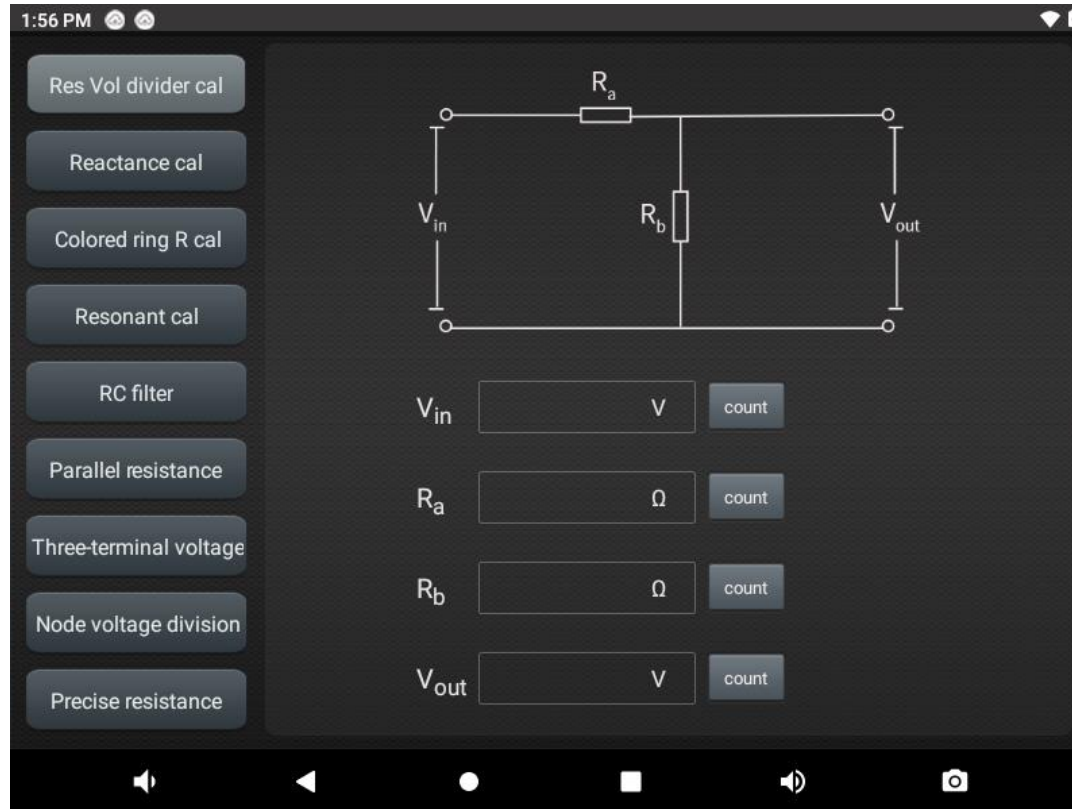 1:56 PM
Res Vol divider cal
Reactance cal
Colored ring R cal
Resonant cal
RC filter
Parallel resistance
Three-terminal voltage
Node voltage division
Precise resistance
Ra
Vin
Rb
Vout
Vin V count
Ra Ω count
Rb Ω count
Vout V count